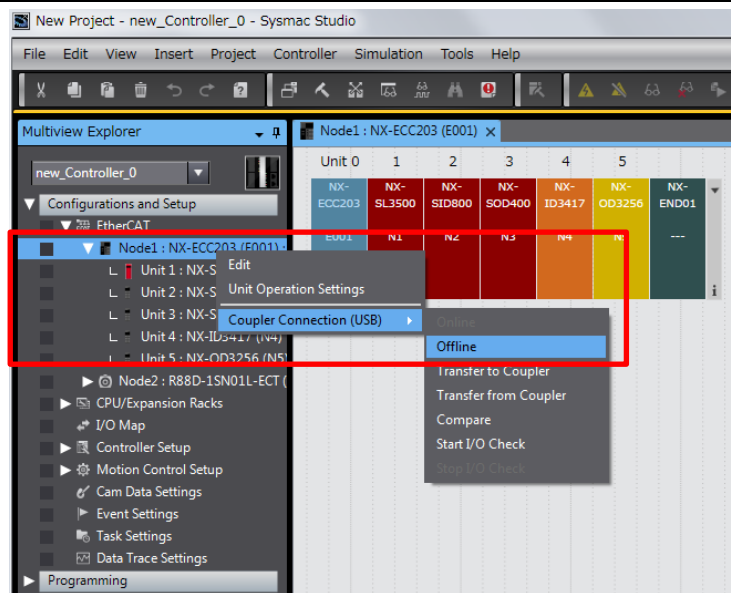 New Project - new_Controller_0 - Sysmac Studio
File Edit View Insert Project Controller Simulation Tools Help
Multiview Explorer
new_Controller_0
Configurations and Setup
EtherCAT
Node1 : NX-ECC203 (E001) :
Unit 1 : NX-S
Unit 2 : NX-S
Unit 3 : NX-S
Unit 4 : NX-ID3417 (N4)
Unit 5 : NX-OD3256 (N5)
Node2 : R88D-1SN01L-ECT (
CPU/Expansion Racks
I/O Map
Controller Setup
Motion Control Setup
Cam Data Settings
Event Settings
Task Settings
Data Trace Settings
Programming
Node1 : NX-ECC203 (E001)
Unit 0 1 2 3 4 5
NX- NX- NX- NX- NX- NX- NX-
ECC203 SL3500 SID800 SOD400 ID3417 OD3256 END01
E001 N1 N2 N3 N4 N5 ---
i
Edit
Unit Operation Settings
Coupler Connection (USB)
Online
Offline
Transfer to Coupler
Transfer from Coupler
Compare
Start I/O Check
Stop I/O Check